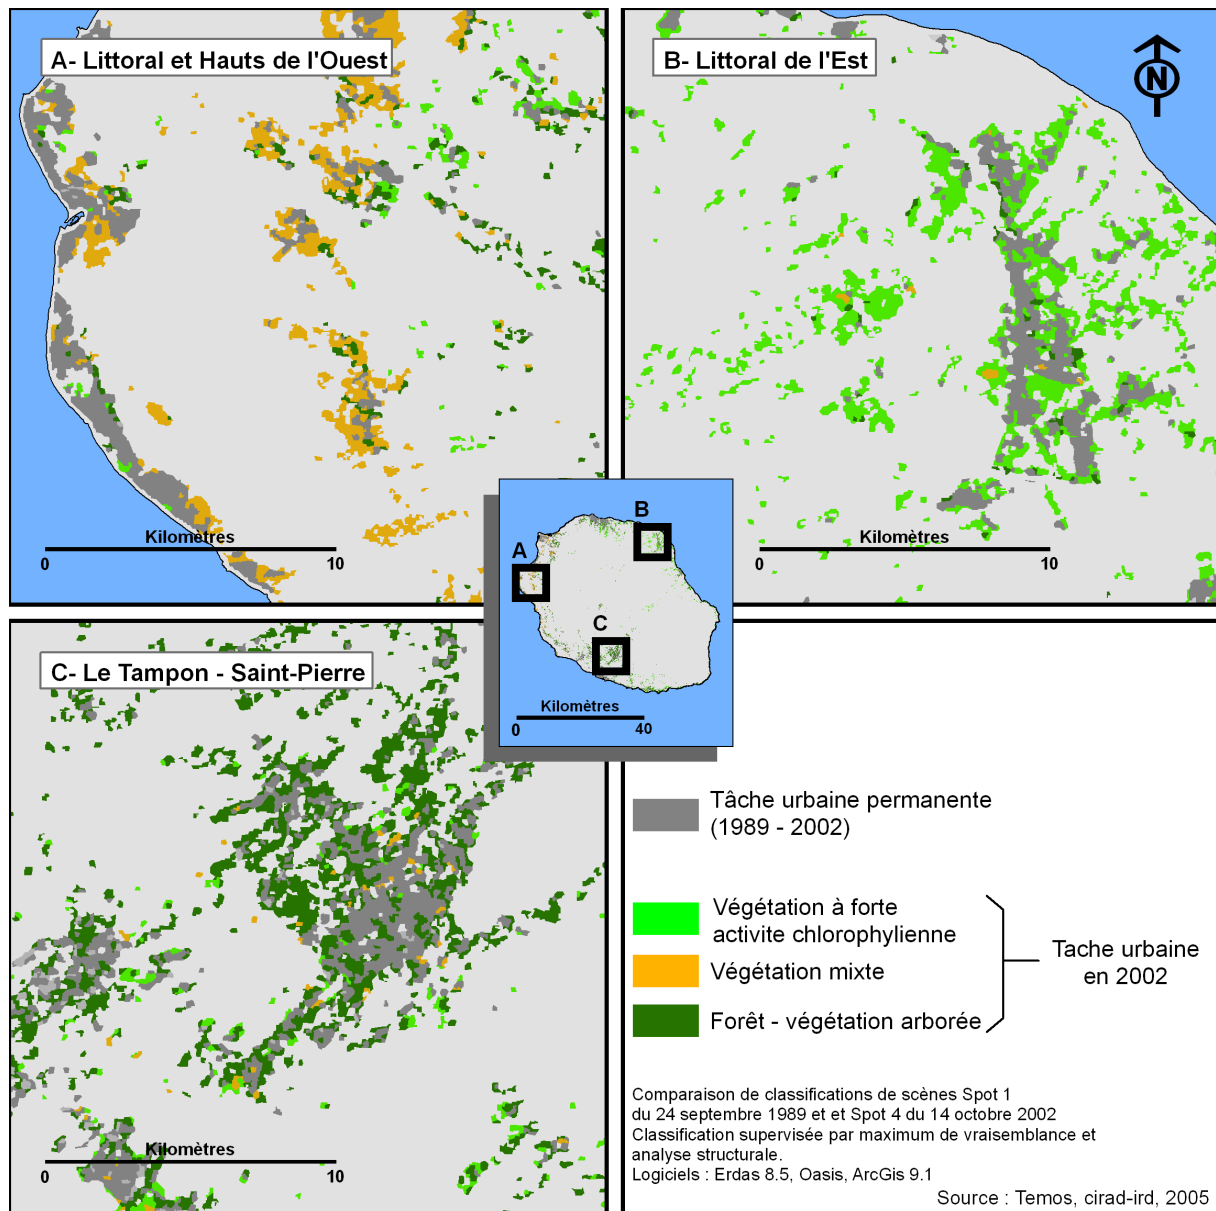 A- Littoral et Hauts de l'Ouest
B- Littoral de l'Est
N
Kilomètres
0 10
Kilomètres
0 10
C- Le Tampon - Saint-Pierre
A
B
C
Kilomètres
0 40
Kilomètres
0 10
Tâche urbaine permanente
(1989 - 2002)
Végétation à forte
activite chlorophylienne
Végétation mixte
Forêt - végétation arborée
Tache urbaine
en 2002
Comparaison de classifications de scènes Spot 1
du 24 septembre 1989 et et Spot 4 du 14 octobre 2002
Classification supervisée par maximum de vraisemblance et
analyse structurale.
Logiciels : Erdas 8.5, Oasis, ArcGis 9.1
Source : Temos, cirad-ird, 2005